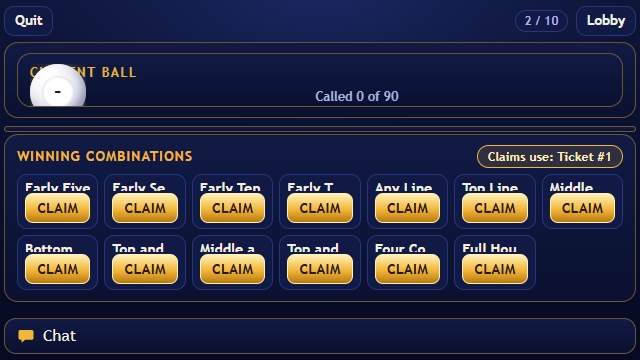 Quit
2 / 10
Lobby
CURRENT BALL
-
Called 0 of 90
WINNING COMBINATIONS
Claims use: Ticket #1
Early Five
CLAIM
Early Se…
CLAIM
Early Ten
CLAIM
Early T…
CLAIM
Any Line
CLAIM
Top Line
CLAIM
Middle…
CLAIM
Bottom…
CLAIM
Top and…
CLAIM
Middle a…
CLAIM
Top and…
CLAIM
Four Co…
CLAIM
Full Hou…
CLAIM
Chat